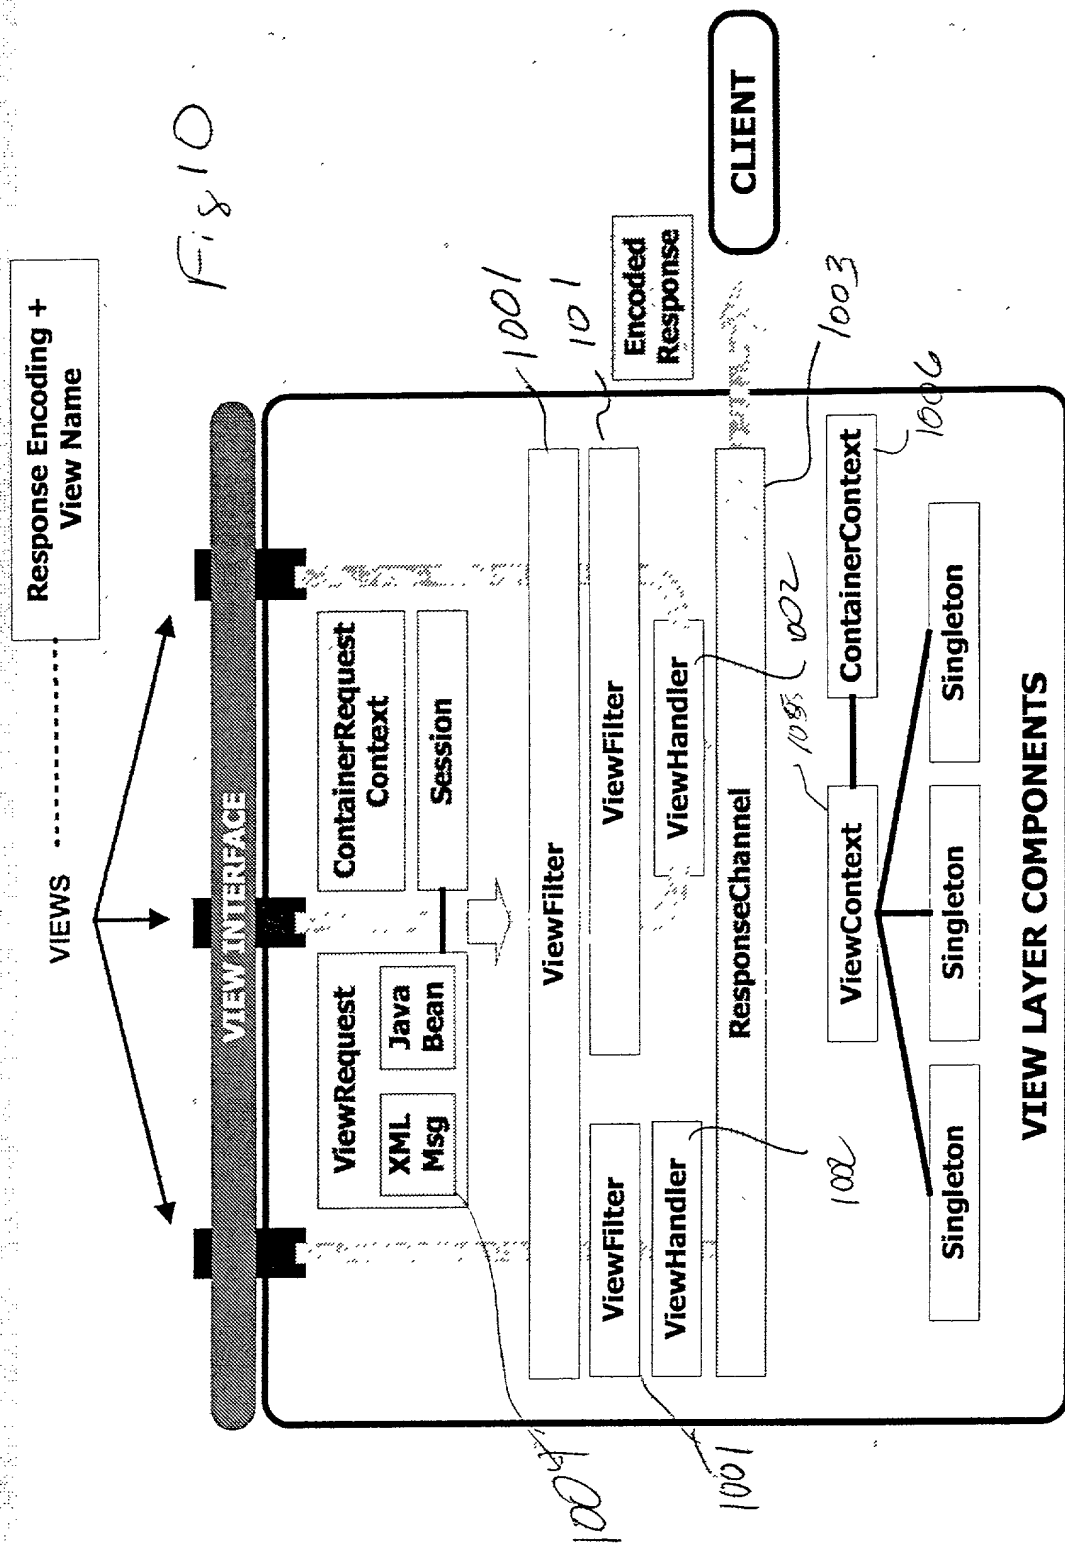 Fig 10
Response Encoding +
View Name
VIEWS
VIEW INTERFACE
ViewRequest
XML
Msg
Java
Bean
ContainerRequest
Context
Session
1004
ViewFilter
1001
ViewFilter
ViewFilter
101
1001
ViewHandler
ViewHandler
1002
1002
ResponseChannel
1003
Encoded
Response
CLIENT
ViewContext
ContainerContext
1006
Singleton
Singleton
Singleton
VIEW LAYER COMPONENTS